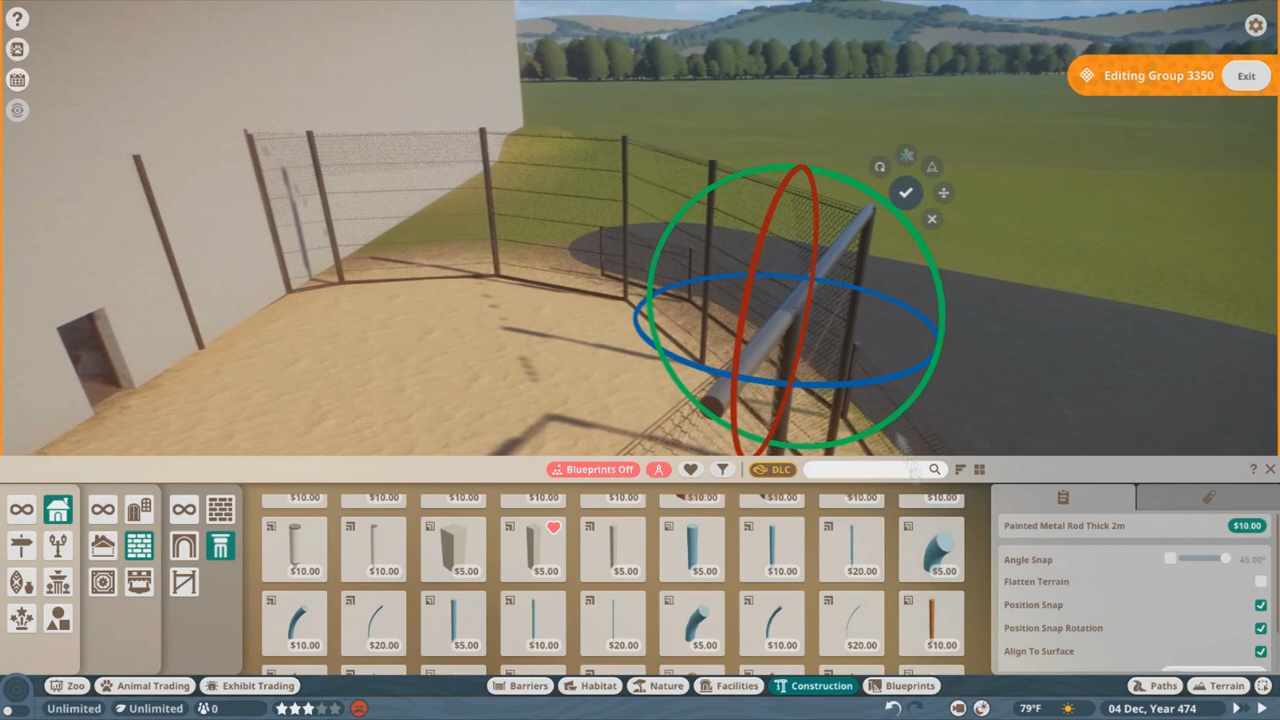 ?
Editing Group 3350 Exit
Blueprints Off DLC ? ×
$10.00 $10.00 $10.00 $10.00 $10.00 $10.00 $10.00 $10.00 $10.00
$10.00 $10.00 $5.00 $5.00 $5.00 $5.00 $10.00 $20.00 $5.00
$10.00 $20.00 $5.00 $10.00 $20.00 $5.00 $10.00 $20.00 $10.00
Painted Metal Rod Thick 2m $10.00
Angle Snap 45.00°
Flatten Terrain
Position Snap
Position Snap Rotation
Align To Surface
Zoo Animal Trading Exhibit Trading Barriers Habitat Nature Facilities Construction Blueprints Paths Terrain
Unlimited Unlimited 0 79°F 04 Dec, Year 474